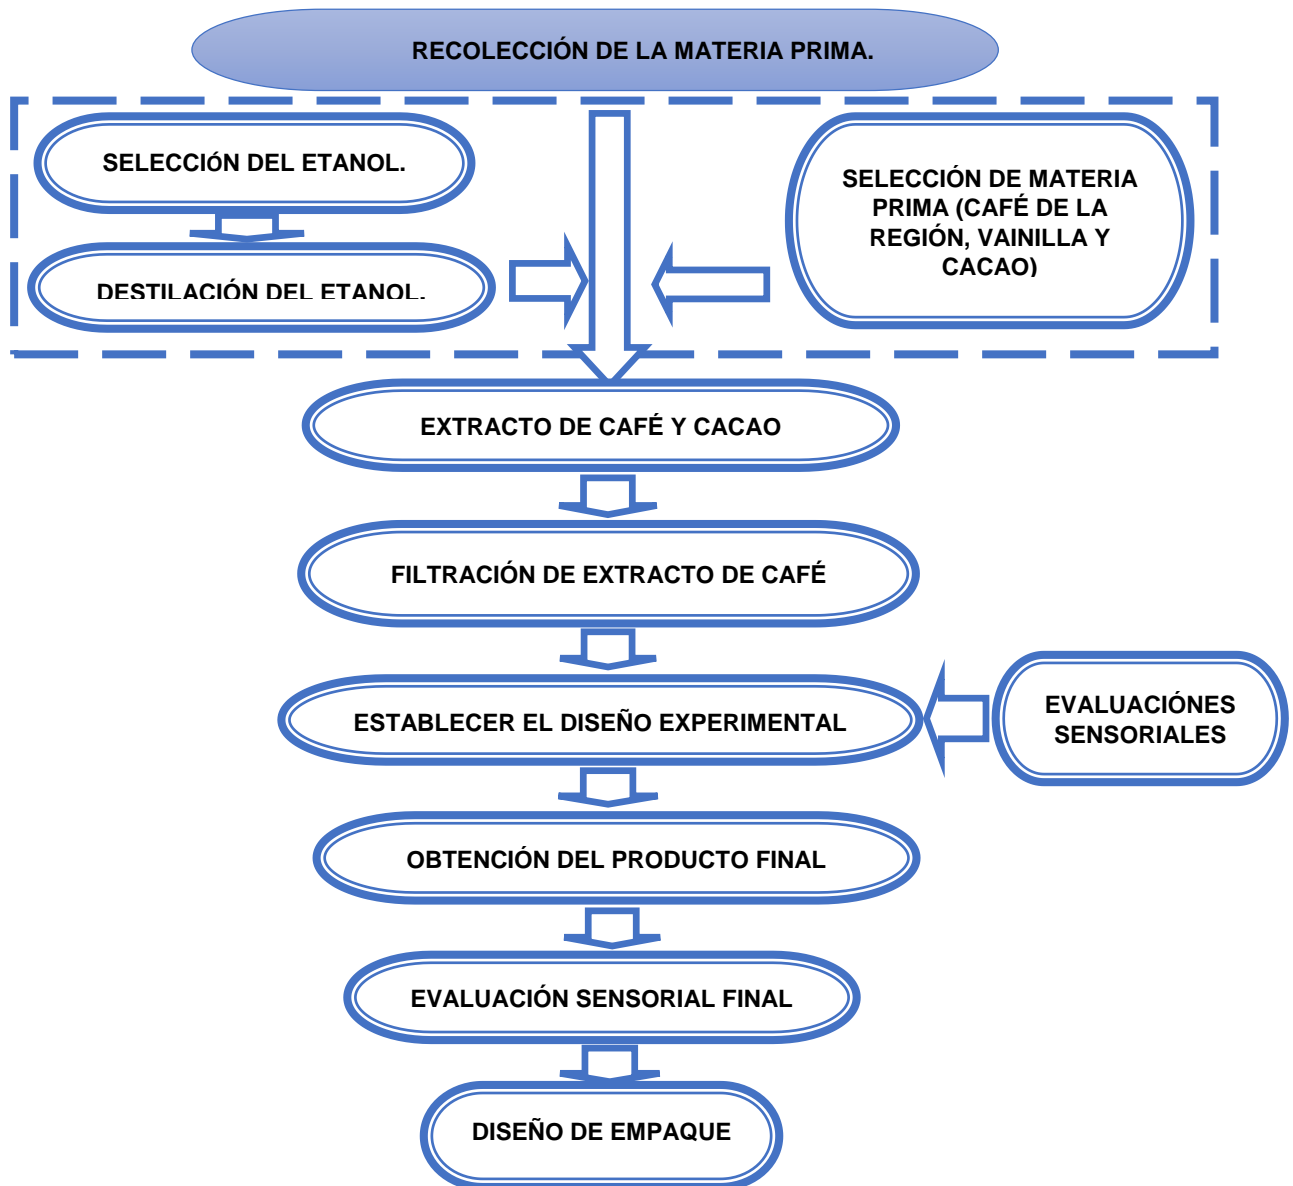 RECOLECCIÓN DE LA MATERIA PRIMA.
SELECCIÓN DEL ETANOL.
DESTILACIÓN DEL ETANOL.
SELECCIÓN DE MATERIA
PRIMA (CAFÉ DE LA
REGIÓN, VAINILLA Y
CACAO)
EXTRACTO DE CAFÉ Y CACAO
FILTRACIÓN DE EXTRACTO DE CAFÉ
ESTABLECER EL DISEÑO EXPERIMENTAL
EVALUACIÓNES
SENSORIALES
OBTENCIÓN DEL PRODUCTO FINAL
EVALUACIÓN SENSORIAL FINAL
DISEÑO DE EMPAQUE